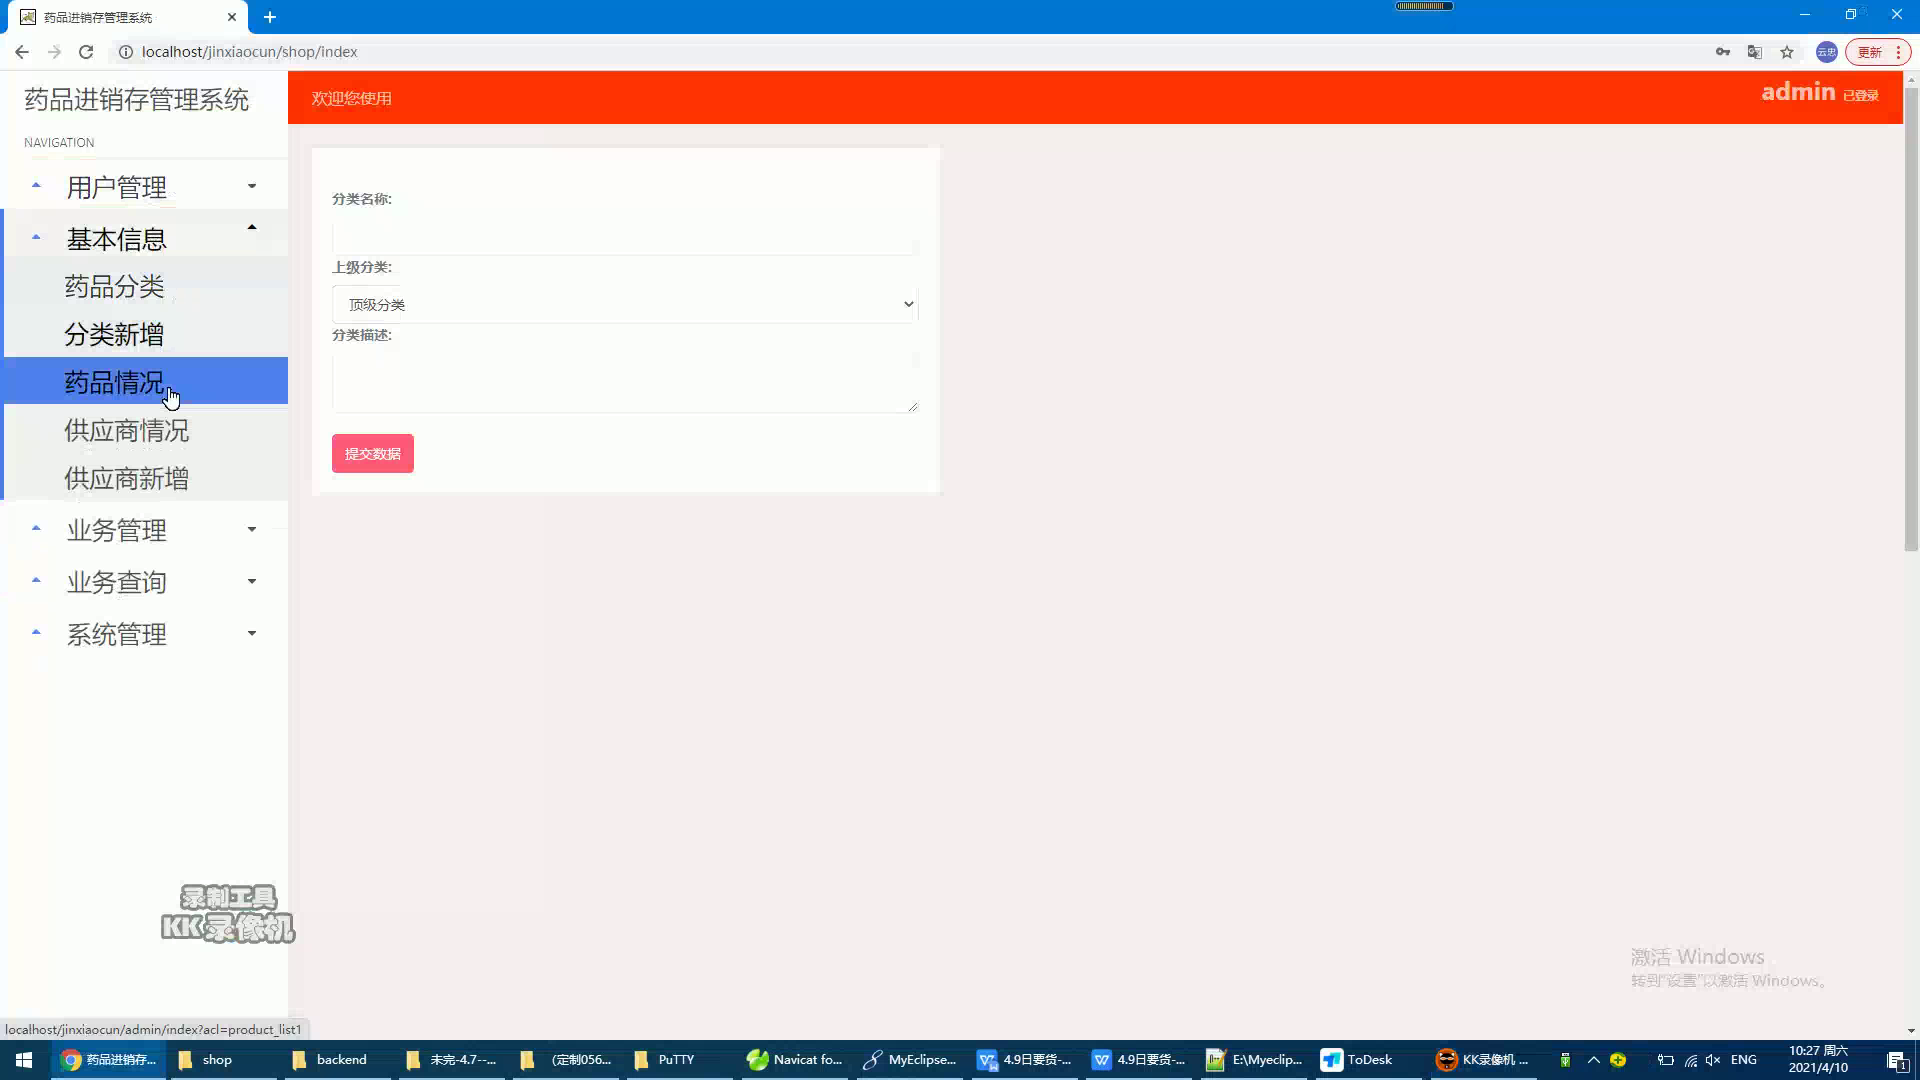 药品进销存管理系统
localhost/jinxiaocun/shop/index
云忠
更新
药品进销存管理系统
欢迎您使用
admin 已登录
NAVIGATION
用户管理
基本信息
药品分类
分类新增
药品情况
供应商情况
供应商新增
业务管理
业务查询
系统管理
分类名称:
上级分类:
顶级分类
分类描述:
提交数据
录制工具
KK录像机
激活 Windows
转到"设置"以激活 Windows。
localhost/jinxiaocun/admin/index?acl=product_list1
药品进销存...
shop
backend
未完-4.7--...
（定制056...
PuTTY
Navicat fo...
MyEclipse...
4.9日要货-...
4.9日要货-...
E:\Myeclip...
ToDesk
KK录像机 ...
ENG
10:27 周六
2021/4/10
1